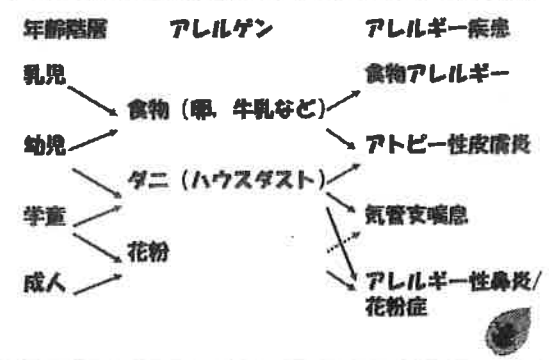 年齢階層 アレルゲン アレルギー疾患
乳児
食物アレルギー
食物(卵,牛乳など)
幼児
アトピー性皮膚炎
ダニ(ハウスダスト)
学童
気管支喘息
花粉
成人
アレルギー性鼻炎/
花粉症